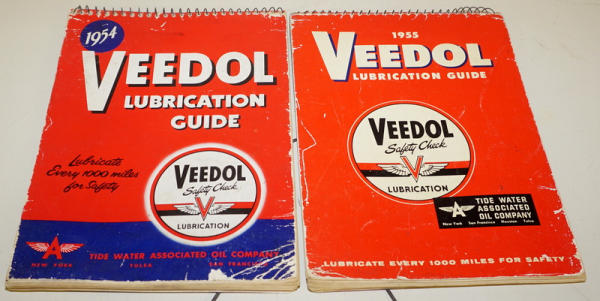 1954
VEEDOL
LUBRICATION
GUIDE
Lubricate
Every 1000 miles
for Safety
VEEDOL
Safety Check
V
LUBRICATION
A
TIDE WATER ASSOCIATED OIL COMPANY
NEW YORK TULSA SAN FRANCISCO
1955
VEEDOL
LUBRICATION GUIDE
VEEDOL
Safety Check
V
LUBRICATION
A
TIDE WATER
ASSOCIATED
OIL COMPANY
New York San Francisco Houston Tulsa
LUBRICATE EVERY 1000 MILES FOR SAFETY